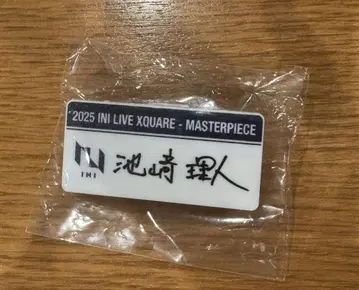 2025 INI LIVE XQUARE - MASTERPIECE
INI
池﨑 理人